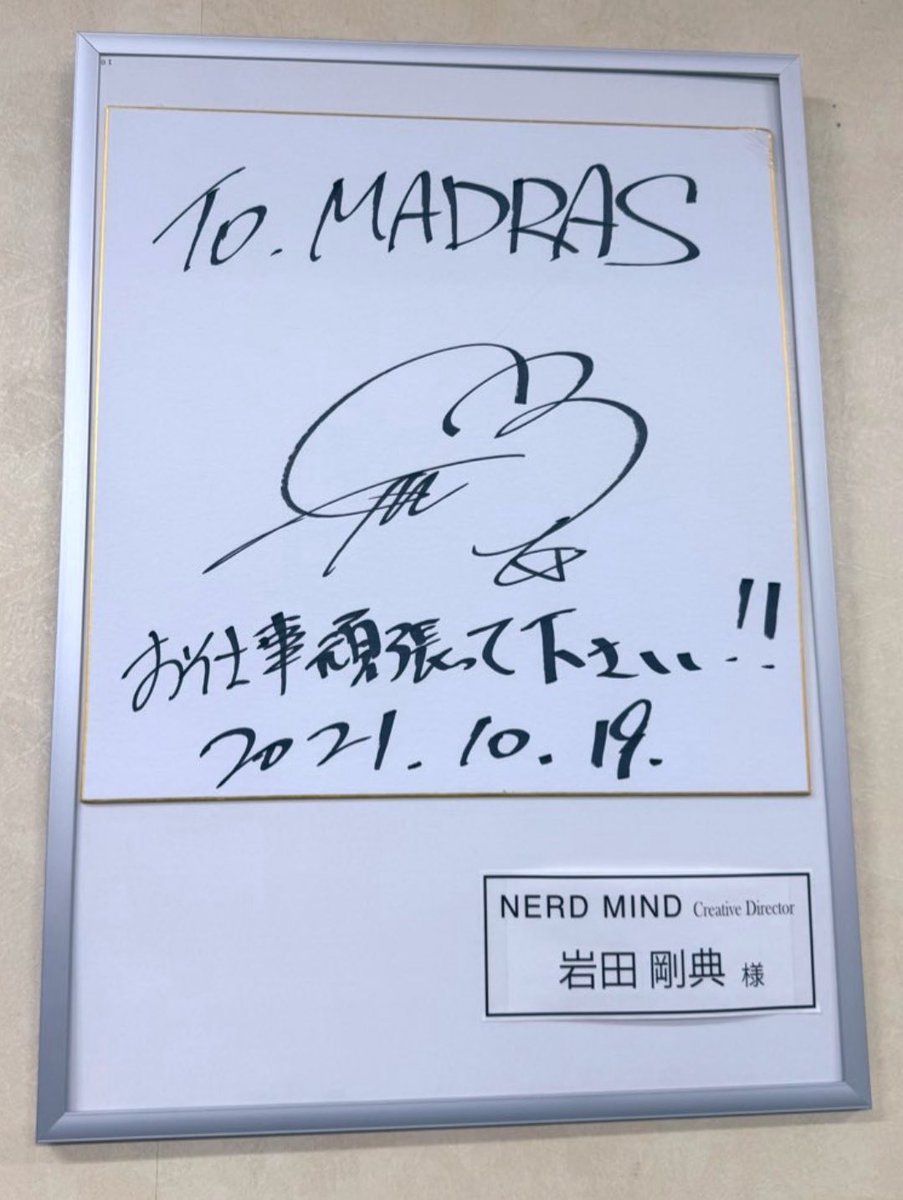 01
To. MADRAS
お仕事頑張って下さい!!
2021.10.19.
NERD MIND Creative Director
岩田 剛典 様